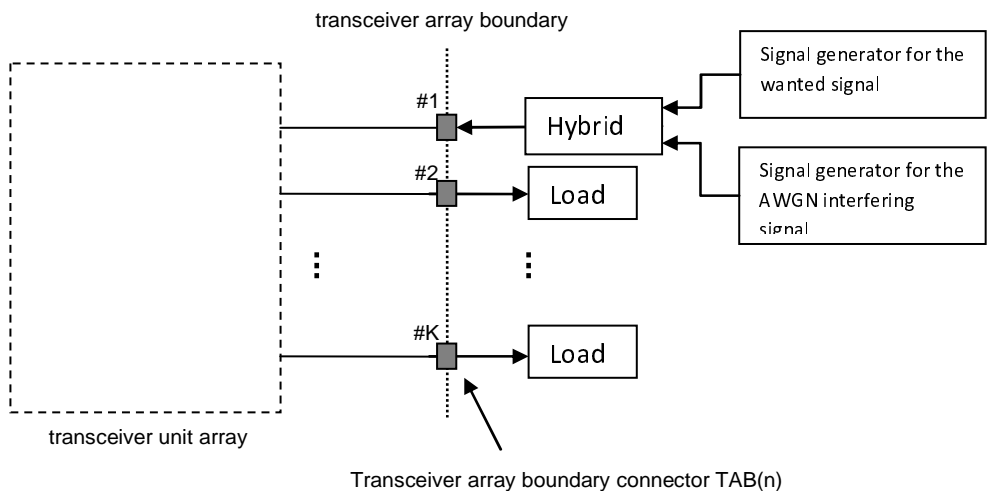 transceiver array boundary
Signal generator for the
wanted signal
#1
Hybrid
Signal generator for the
AWGN interfering
signal
#2
Load
#K
Load
transceiver unit array
Transceiver array boundary connector TAB(n)